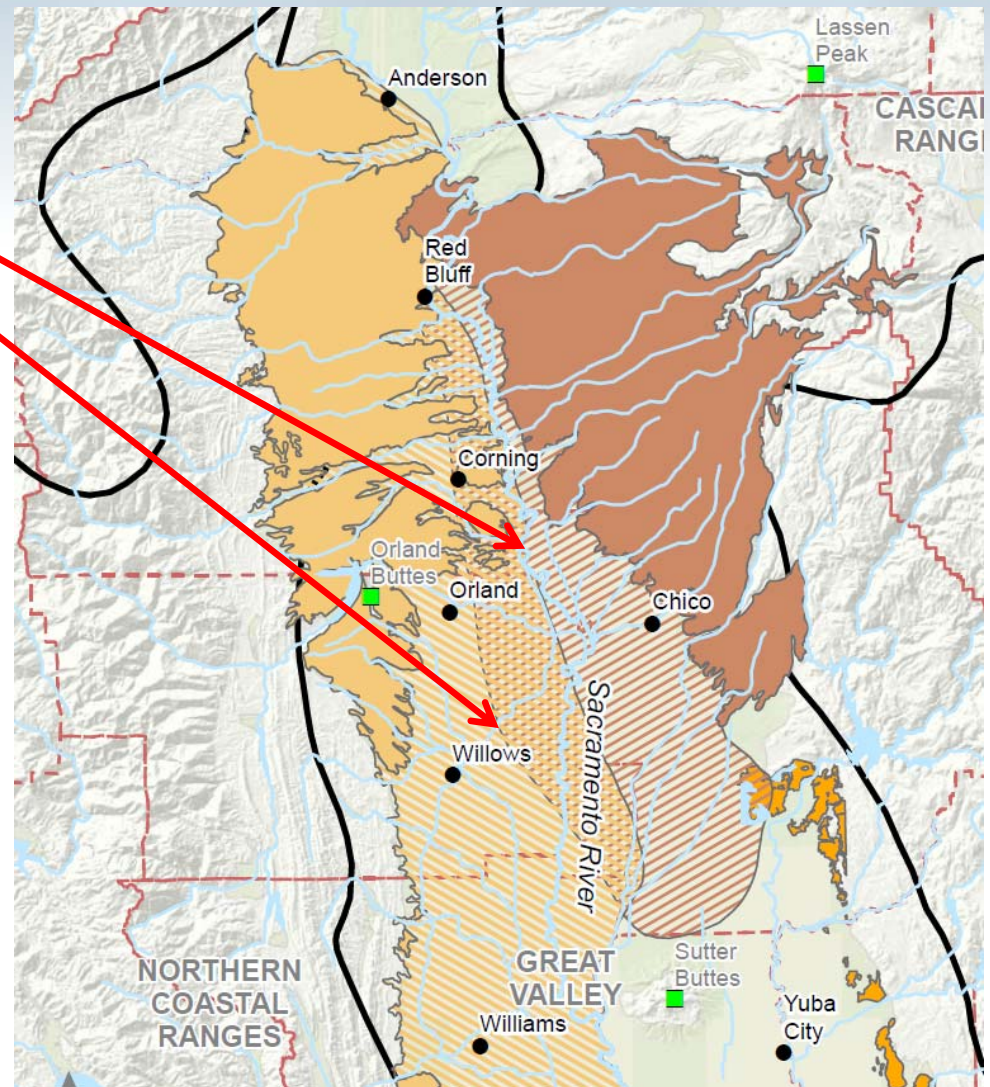 Lassen
Peak
Anderson
CASCA
RANG
Red
Bluff
Corning
Orland
Buttes
Orland
Chico
Sacramento River
Willows
NORTHERN
COASTAL
RANGES
GREAT
VALLEY
Sutter
Buttes
Williams
Yuba
City